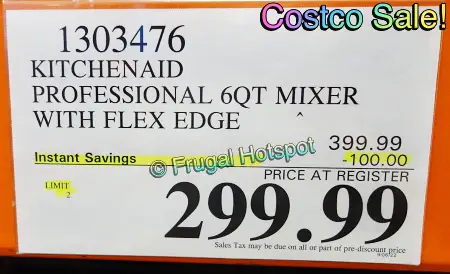 Costco Sale!
1303476
KITCHENAID
PROFESSIONAL 6QT MIXER
WITH FLEX EDGE
399.99
Instant Savings -100.00
© Frugal Hotspot
PRICE AT REGISTER
LIMIT
2
299.99
Sales Tax may be due on all or part of pre-discount price